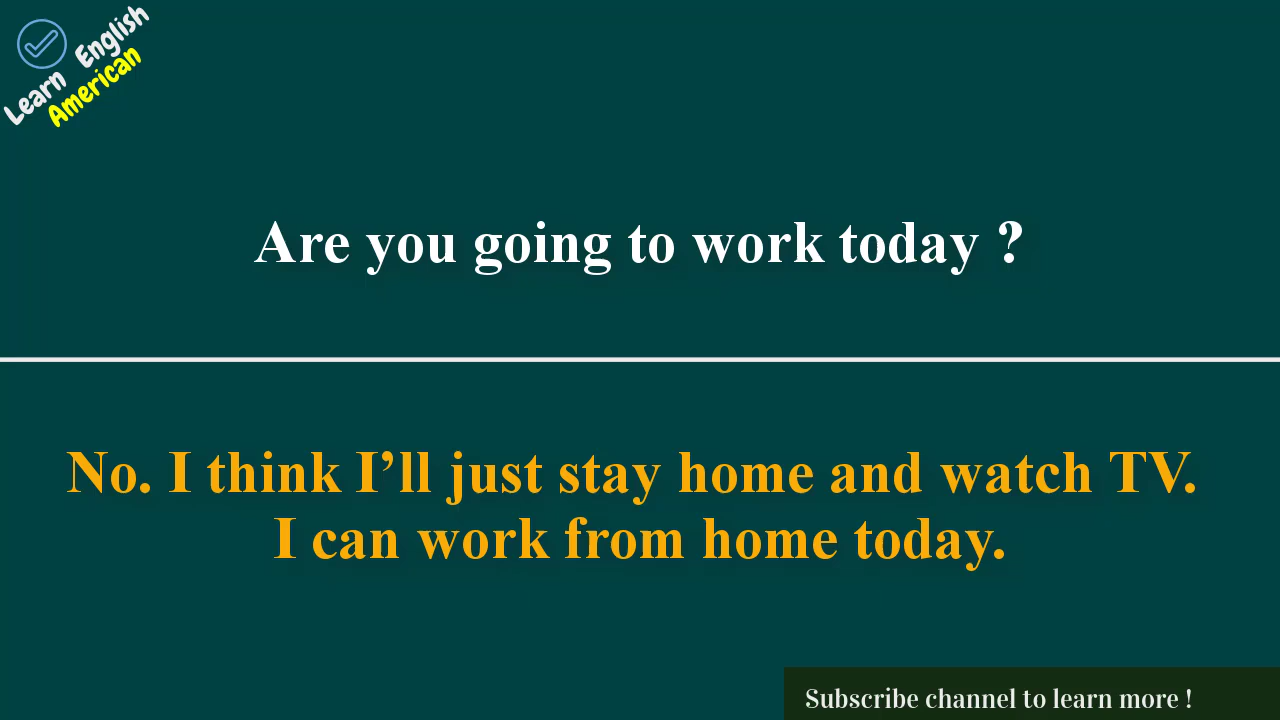 Learn English
American
Are you going to work today ?
No. I think I’ll just stay home and watch TV.
I can work from home today.
Subscribe channel to learn more !